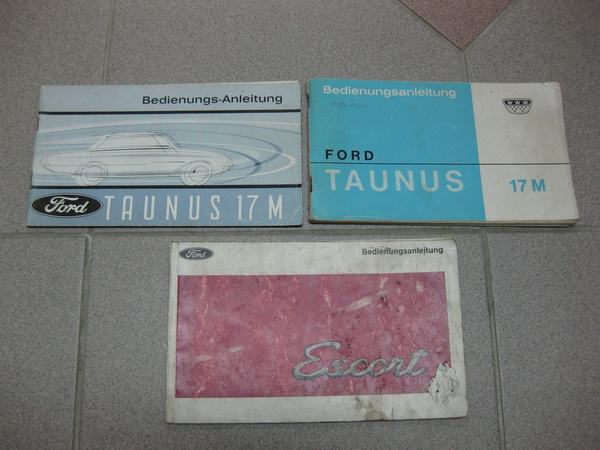 Bedienungs-Anleitung
Ford TAUNUS 17 M
Bedienungsanleitung
FORD
TAUNUS 17 M
Ford Bedienungsanleitung
Escort